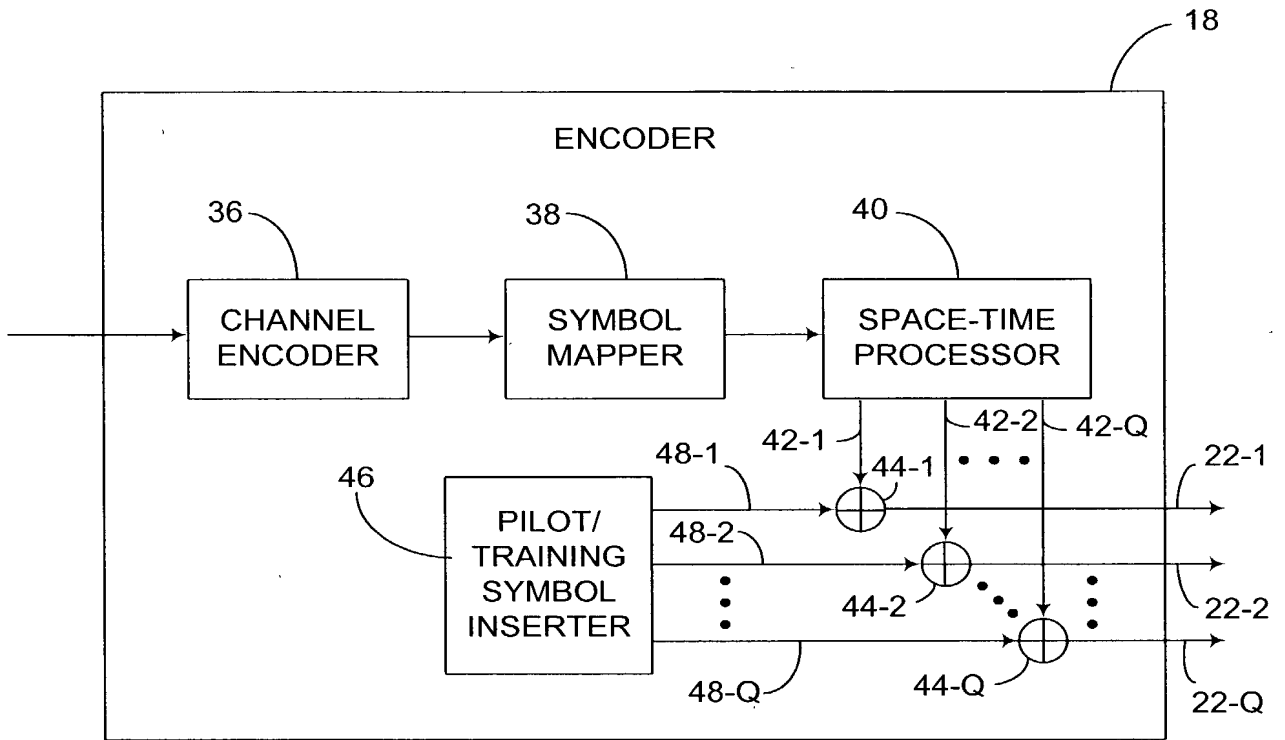 18
ENCODER
36
38
40
CHANNEL
ENCODER
SYMBOL
MAPPER
SPACE-TIME
PROCESSOR
42-1
42-2
42-Q
46
48-1
44-1
22-1
PILOT/
TRAINING
SYMBOL
INSERTER
48-2
44-2
22-2
48-Q
44-Q
22-Q